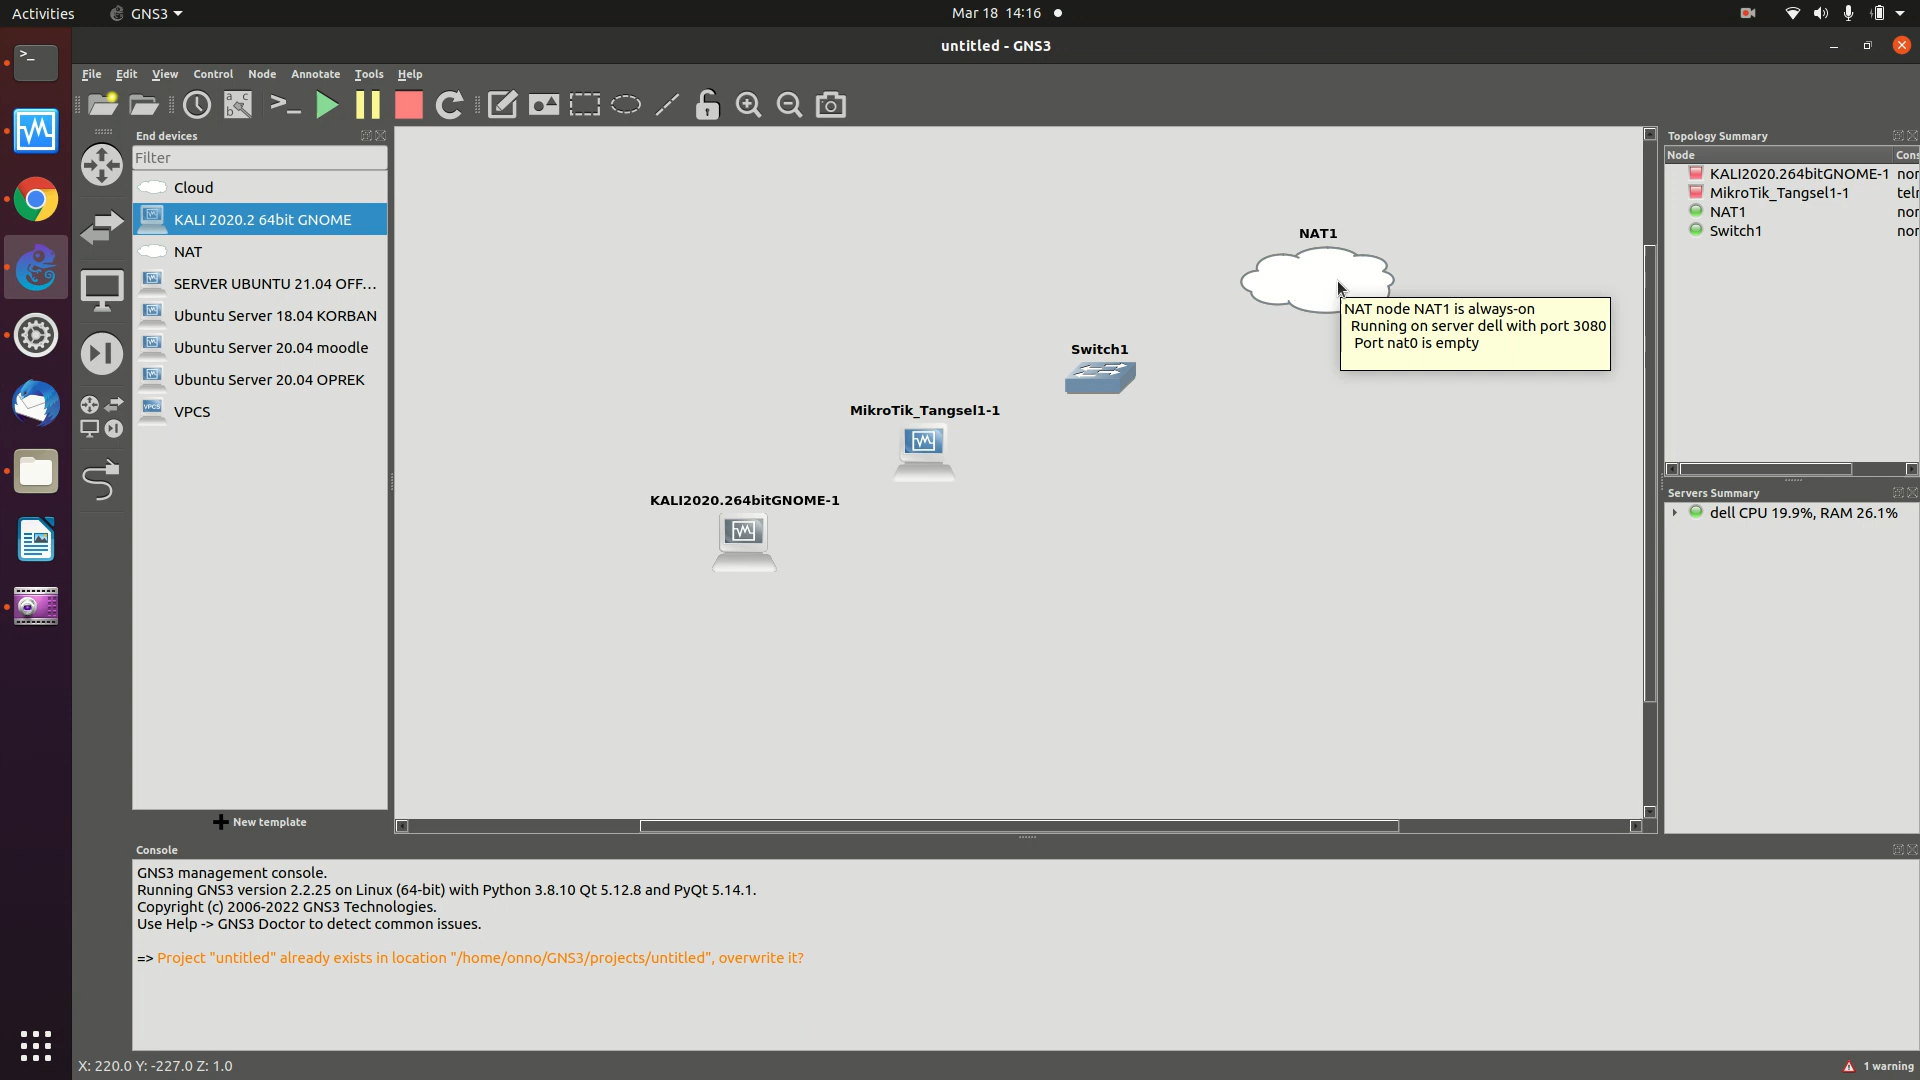 Activities
GNS3
Mar 18 14:16
untitled - GNS3
File Edit View Control Node Annotate Tools Help
End devices
Filter
Cloud
KALI 2020.2 64bit GNOME
NAT
SERVER UBUNTU 21.04 OFF...
Ubuntu Server 18.04 KORBAN
Ubuntu Server 20.04 moodle
Ubuntu Server 20.04 OPREK
VPCS
New template
NAT1
NAT node NAT1 is always-on
Running on server dell with port 3080
Port nat0 is empty
Switch1
MikroTik_Tangsel1-1
KALI2020.264bitGNOME-1
Topology Summary
Node Cons
KALI2020.264bitGNOME-1 nor
MikroTik_Tangsel1-1 teln
NAT1 nor
Switch1 nor
Servers Summary
dell CPU 19.9%, RAM 26.1%
Console
GNS3 management console.
Running GNS3 version 2.2.25 on Linux (64-bit) with Python 3.8.10 Qt 5.12.8 and PyQt 5.14.1.
Copyright (c) 2006-2022 GNS3 Technologies.
Use Help -> GNS3 Doctor to detect common issues.
=> Project "untitled" already exists in location "/home/onno/GNS3/projects/untitled", overwrite it?
X: 220.0 Y: -227.0 Z: 1.0
1 warning